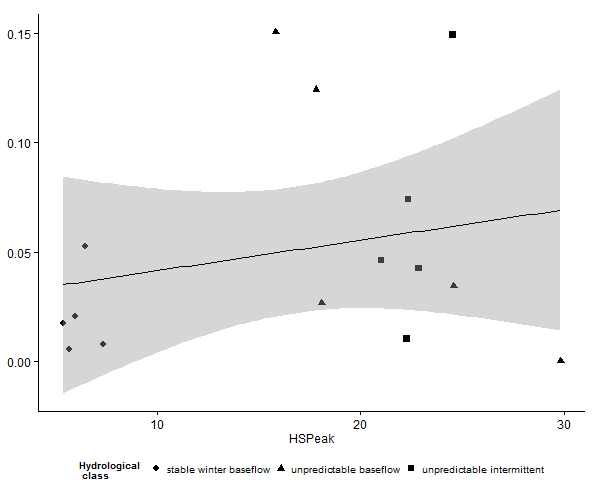 0.15
0.10
0.05
0.00
10 20 30
HSPeak
Hydrological class stable winter baseflow unpredictable baseflow unpredictable intermittent